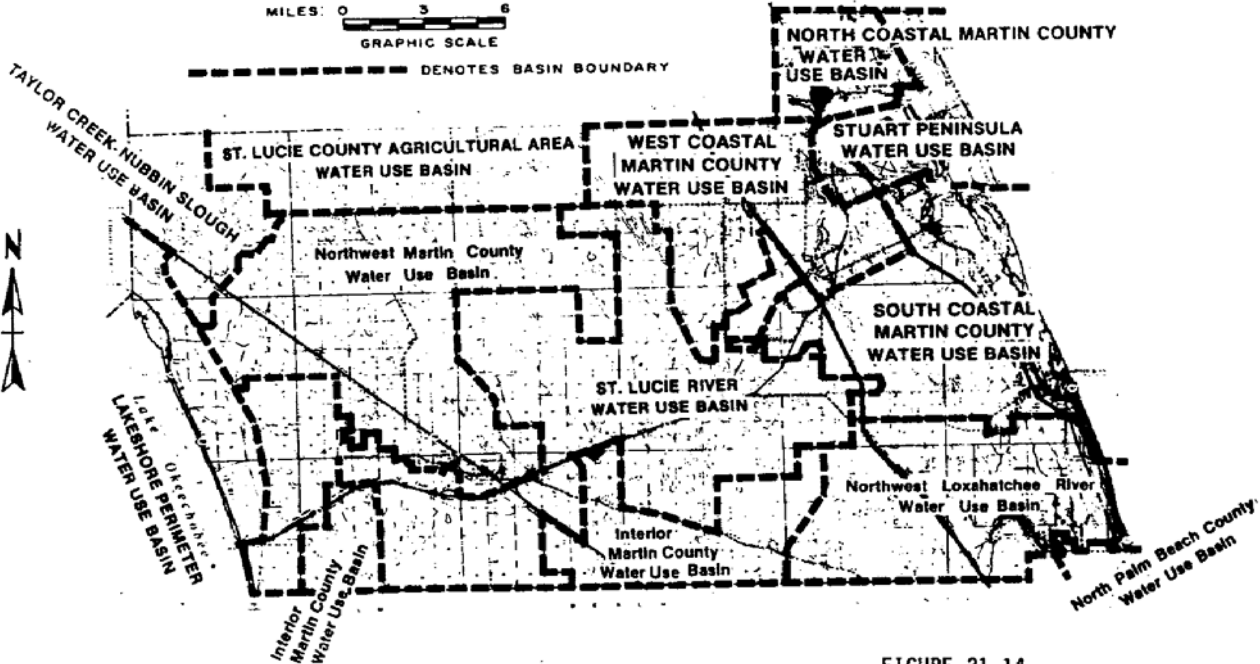 MILES: 0 3 6
GRAPHIC SCALE
DENOTES BASIN BOUNDARY
NORTH COASTAL MARTIN COUNTY
WATER
USE BASIN
TAYLOR CREEK-NUBBIN SLOUGH
WATER USE BASIN
ST. LUCIE COUNTY AGRICULTURAL AREA
WATER USE BASIN
WEST COASTAL
MARTIN COUNTY
WATER USE BASIN
STUART PENINSULA
WATER USE BASIN
N
Northwest Martin County
Water Use Basin
SOUTH COASTAL
MARTIN COUNTY
WATER USE BASIN
ST. LUCIE RIVER
WATER USE BASIN
Lake Okeechobee
LAKESHORE PERIMETER
WATER USE BASIN
Northwest Loxahatchee River
Water Use Basin
Interior
Martin County
Water Use Basin
Interior
Martin County
Water Use Basin
North Palm Beach County
Water Use Basin
FIGURE 21-14